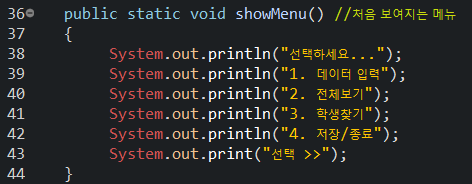 36 public static void showMenu() //처음 보여지는 메뉴
37 {
38 System.out.println("선택하세요...");
39 System.out.println("1. 데이터 입력");
40 System.out.println("2. 전체보기");
41 System.out.println("3. 학생찾기");
42 System.out.println("4. 저장/종료");
43 System.out.print("선택 >>");
44 }